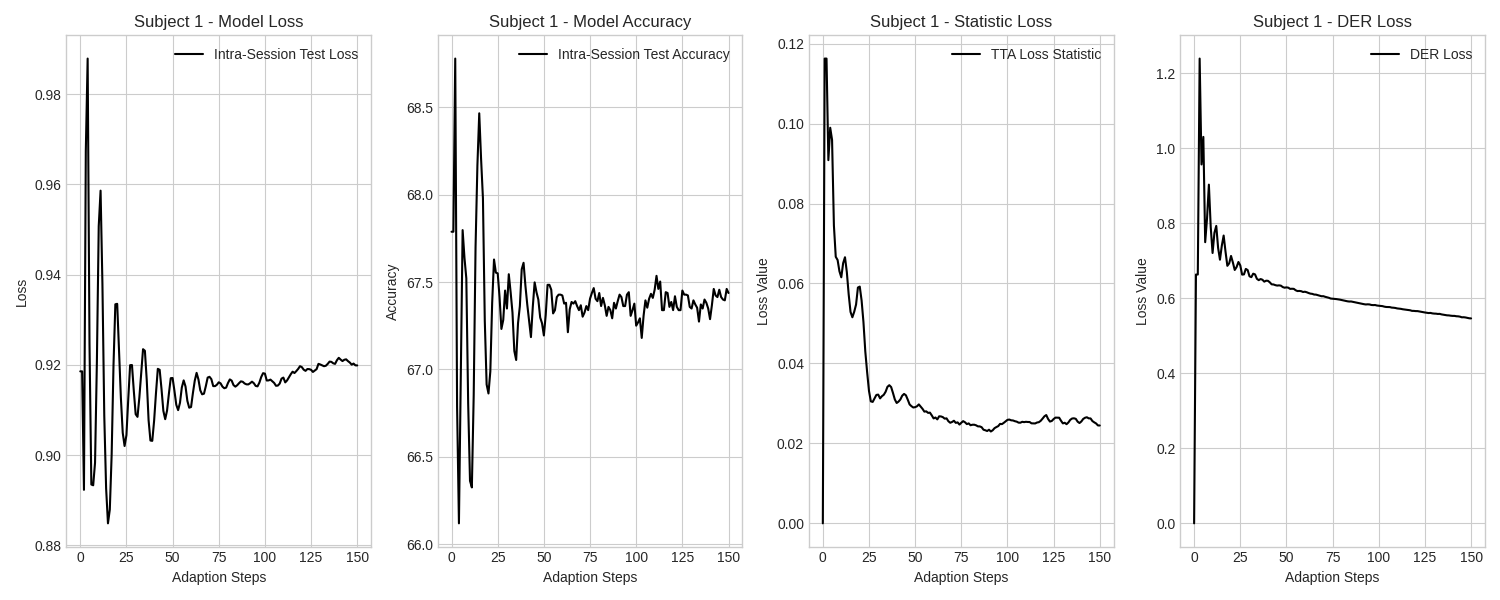 Subject 1 - Model Loss
Intra-Session Test Loss
0.98
0.96
0.94
0.92
0.90
0.88
Loss
0 25 50 75 100 125 150
Adaption Steps
Subject 1 - Model Accuracy
Intra-Session Test Accuracy
68.5
68.0
67.5
67.0
66.5
66.0
Accuracy
0 25 50 75 100 125 150
Adaption Steps
Subject 1 - Statistic Loss
TTA Loss Statistic
0.12
0.10
0.08
0.06
0.04
0.02
0.00
Loss Value
0 25 50 75 100 125 150
Adaption Steps
Subject 1 - DER Loss
DER Loss
1.2
1.0
0.8
0.6
0.4
0.2
0.0
Loss Value
0 25 50 75 100 125 150
Adaption Steps